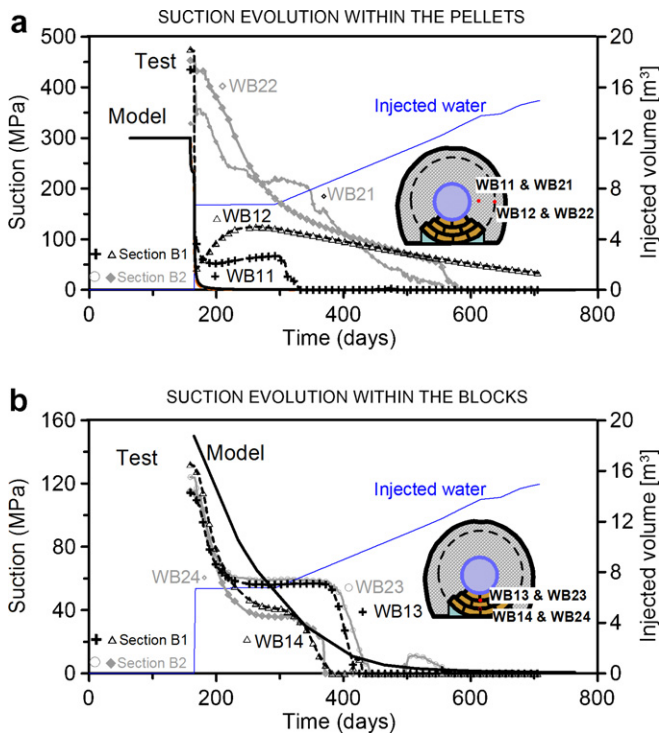 a
SUCTION EVOLUTION WITHIN THE PELLETS
500
400
300
200
100
0
Suction (MPa)
20
16
12
8
4
0
Injected volume [m³]
Test
Model
WB22
Injected water
WB21
WB11 & WB21
WB12 & WB22
WB12
WB11
Section B1
Section B2
0 200 400 600 800
Time (days)
b
SUCTION EVOLUTION WITHIN THE BLOCKS
160
120
80
40
0
Suction (MPa)
20
16
12
8
4
0
Injected volume [m³]
Test
Model
Injected water
WB24
WB23
WB13
WB14
WB13 & WB23
WB14 & WB24
Section B1
Section B2
0 200 400 600 800
Time (days)